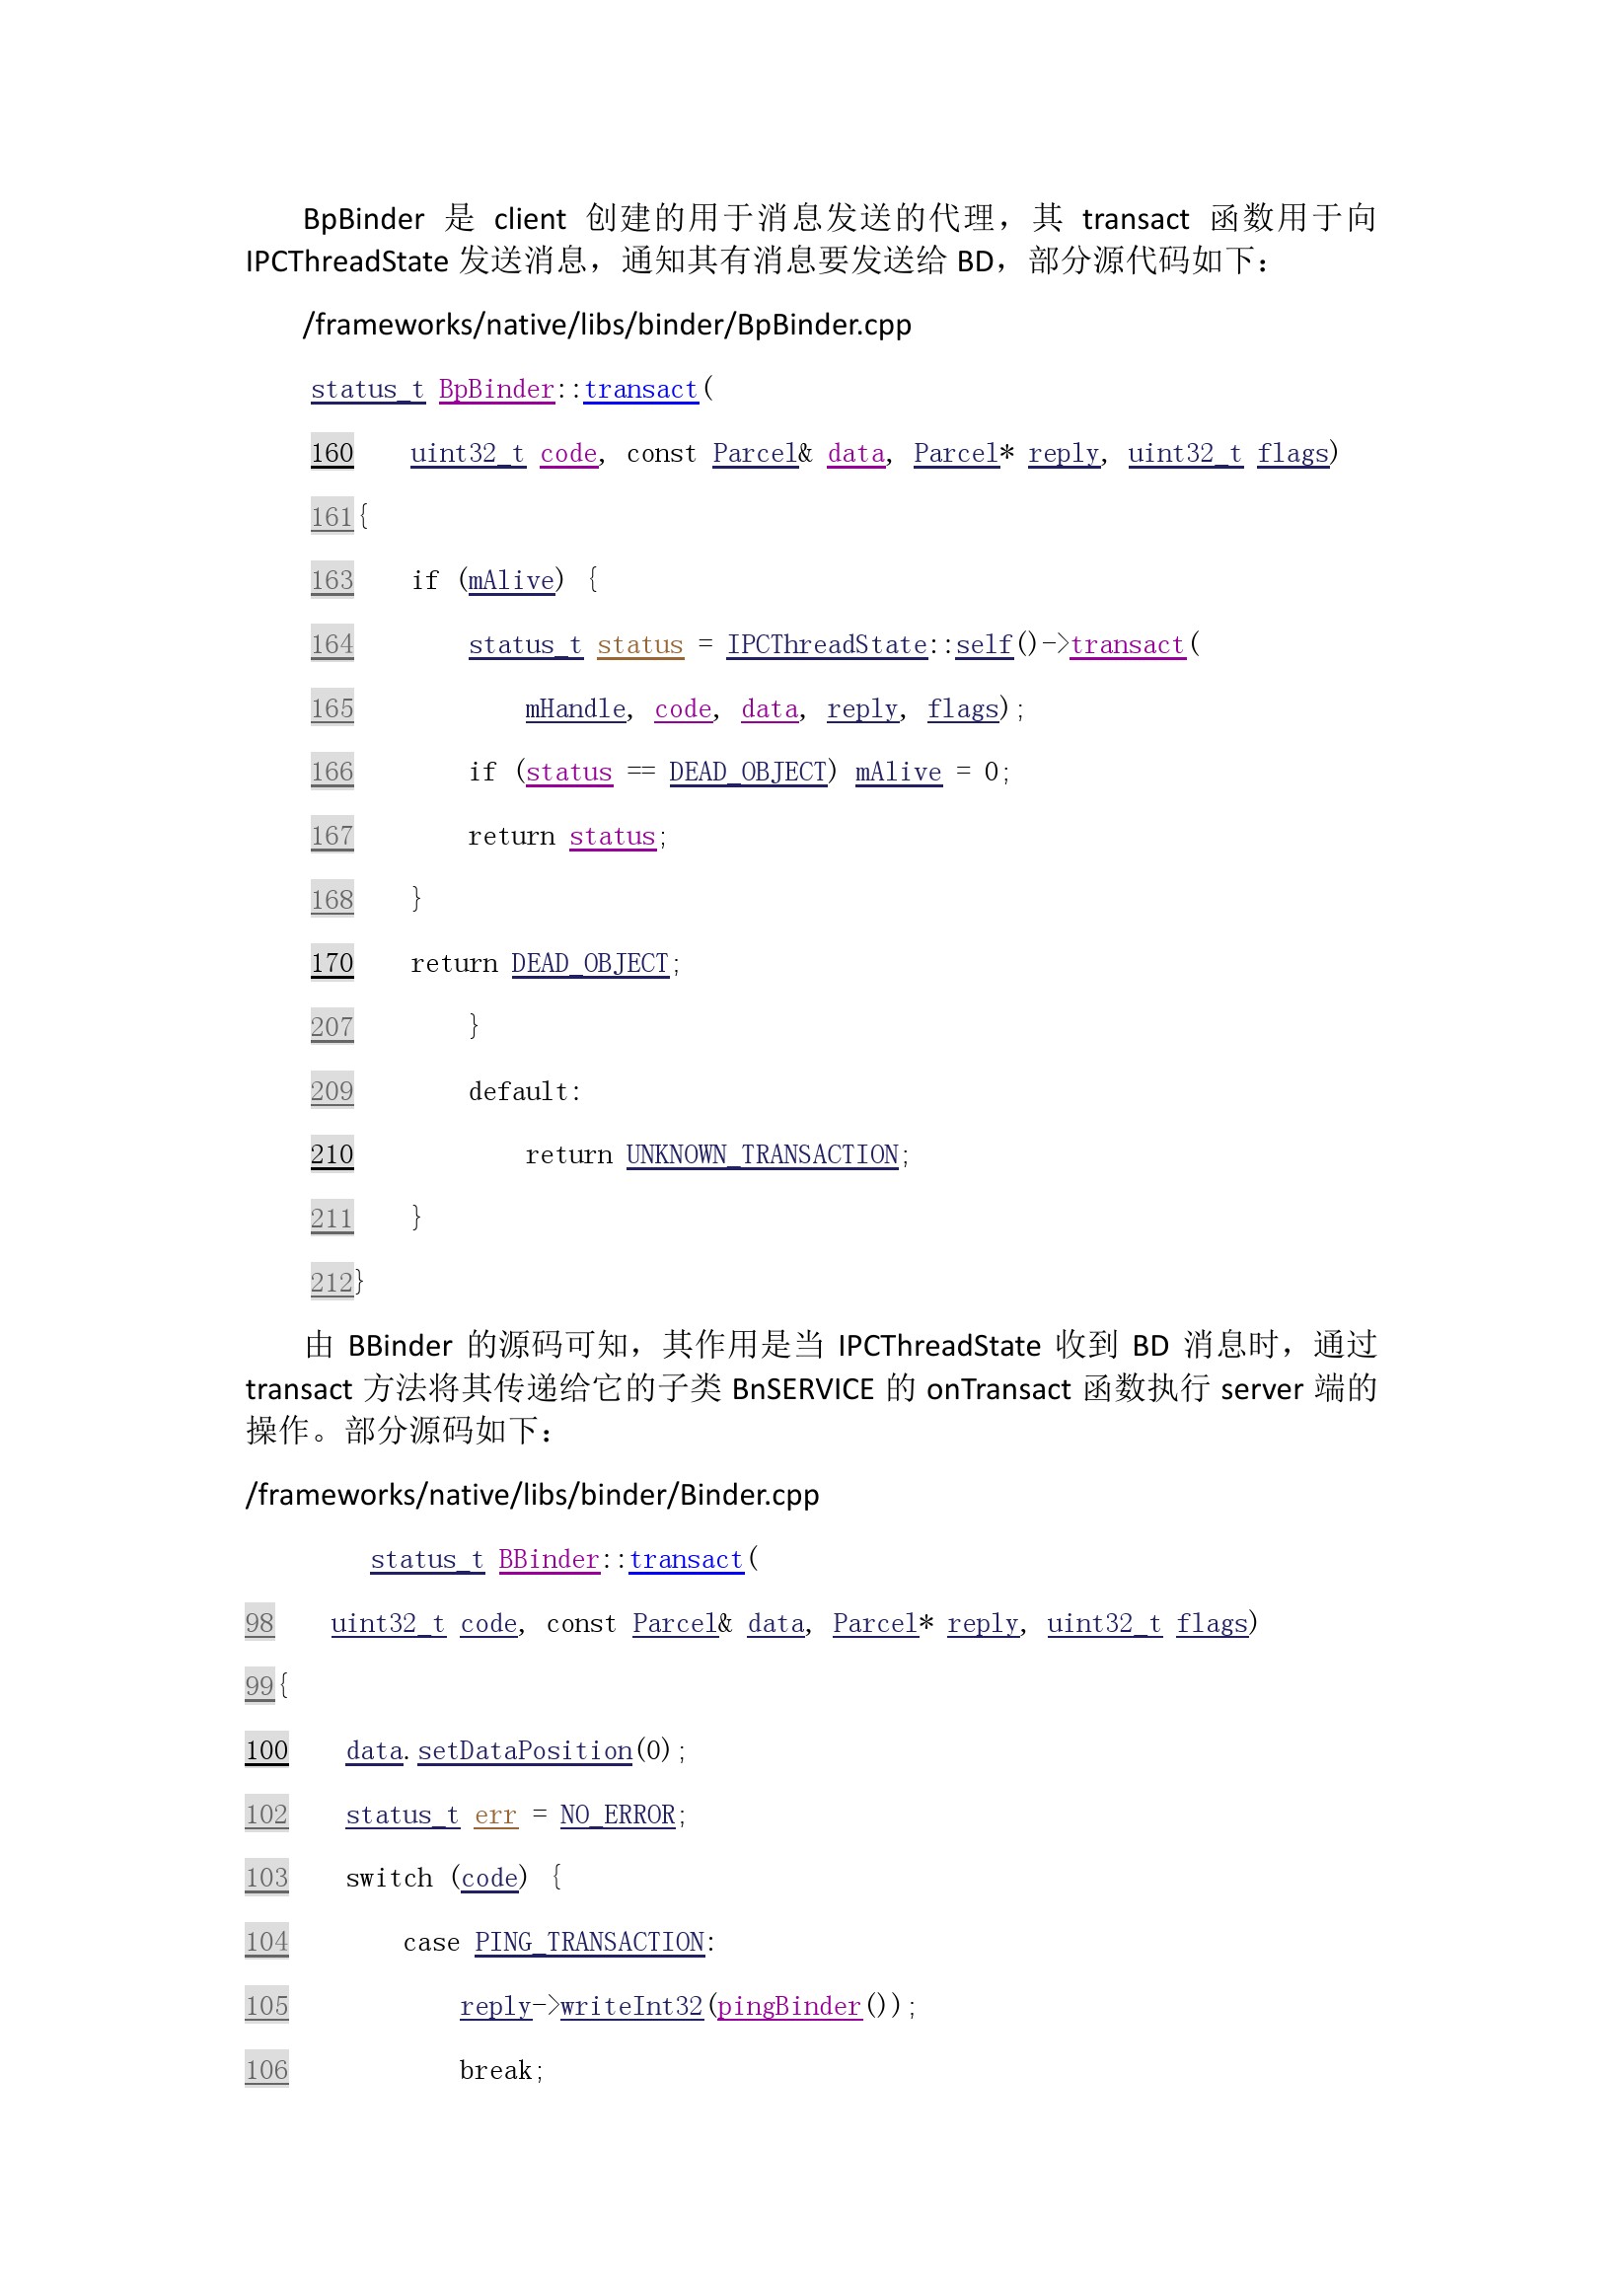 BpBinder 是 client 创建的用于消息发送的代理，其 transact 函数用于向
IPCThreadState 发送消息，通知其有消息要发送给 BD，部分源代码如下：
/frameworks/native/libs/binder/BpBinder.cpp
status_t BpBinder::transact(
160    uint32_t code, const Parcel& data, Parcel* reply, uint32_t flags)
161{
163    if (mAlive) {
164        status_t status = IPCThreadState::self()->transact(
165            mHandle, code, data, reply, flags);
166        if (status == DEAD_OBJECT) mAlive = 0;
167        return status;
168    }
170    return DEAD_OBJECT;
207        }
209        default:
210            return UNKNOWN_TRANSACTION;
211    }
212}
由 BBinder 的源码可知，其作用是当 IPCThreadState 收到 BD 消息时，通过
transact 方法将其传递给它的子类 BnSERVICE 的 onTransact 函数执行 server 端的
操作。部分源码如下：
/frameworks/native/libs/binder/Binder.cpp
status_t BBinder::transact(
98    uint32_t code, const Parcel& data, Parcel* reply, uint32_t flags)
99{
100    data.setDataPosition(0);
102    status_t err = NO_ERROR;
103    switch (code) {
104        case PING_TRANSACTION:
105            reply->writeInt32(pingBinder());
106            break;